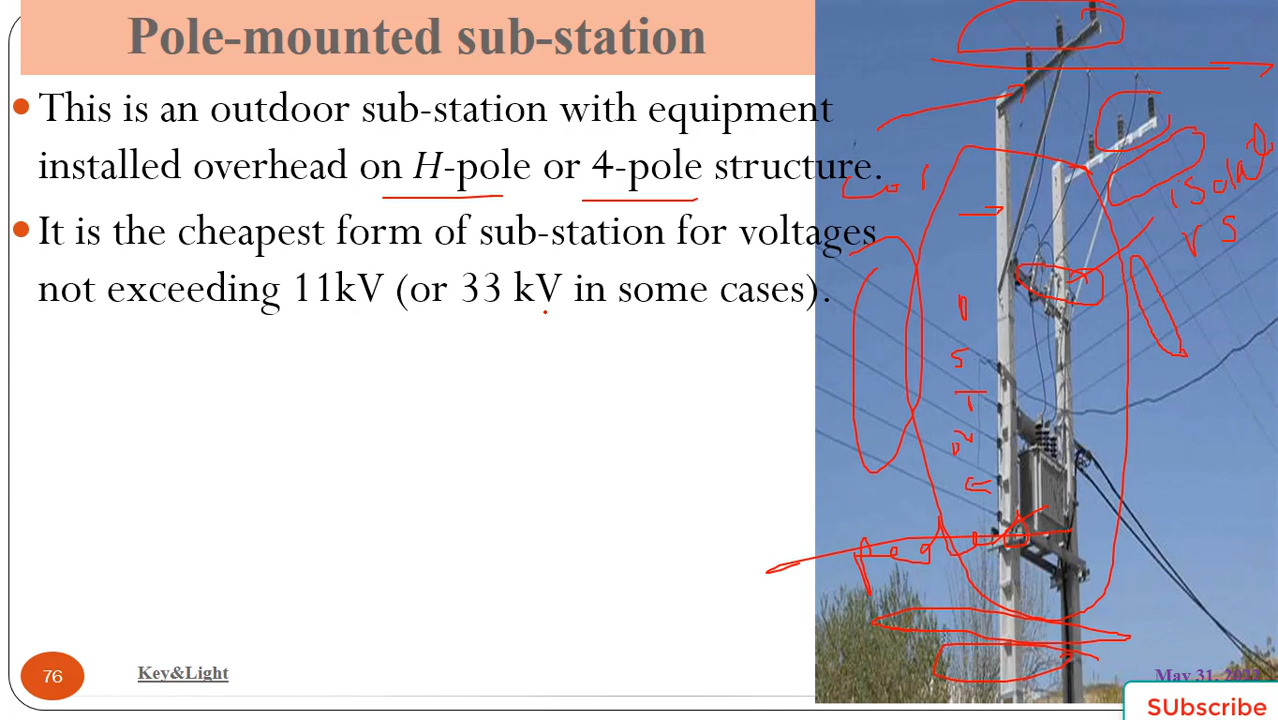 Pole-mounted sub-station
• This is an outdoor sub-station with equipment
installed overhead on H-pole or 4-pole structure.
• It is the cheapest form of sub-station for voltages
not exceeding 11kV (or 33 kV in some cases).
76
Key&Light
SUbscribe